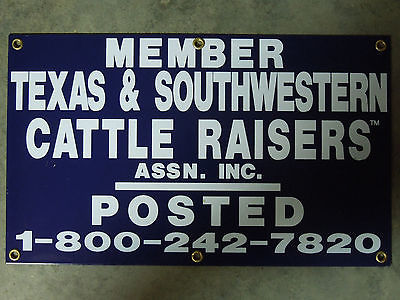 MEMBER
TEXAS & SOUTHWESTERN
CATTLE RAISERS™
ASSN. INC.
POSTED
1-800-242-7820